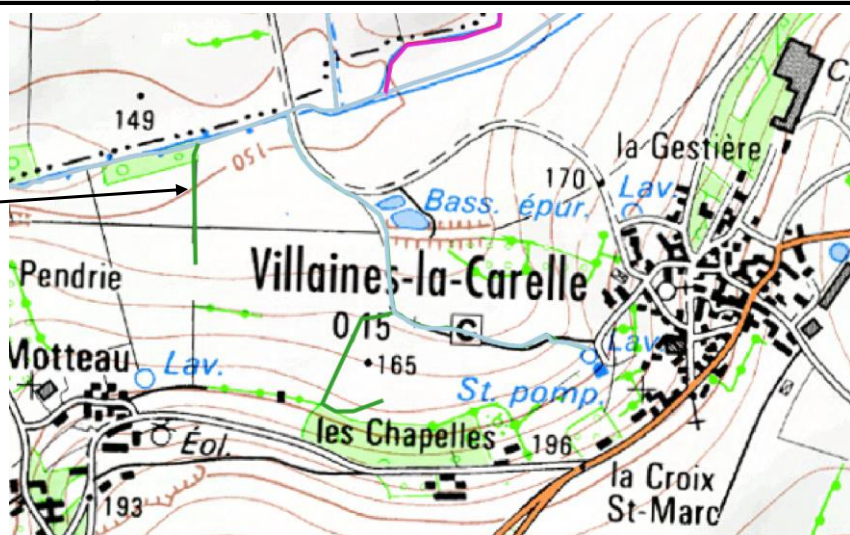 149
150
la Gestière
170
Lav.
Bass. épur.
Pendrie
Villaines-la-Carelle
0,15
C
165
Motteau
Lav.
Lav.
St. pomp.
les Chapelles
196
Éol.
193
la Croix
St-Marc
C